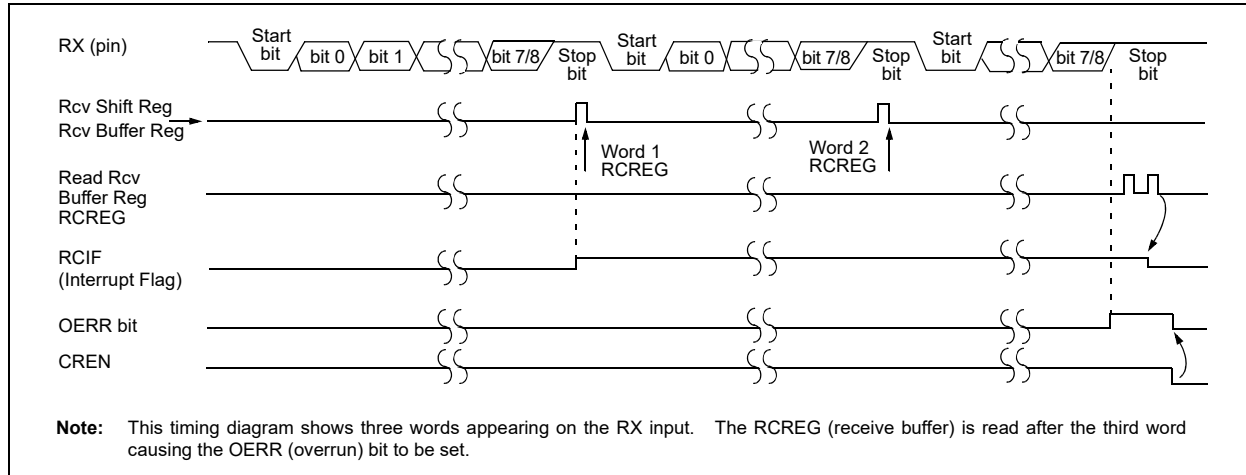 RX (pin)
Start bit
bit 0
bit 1
bit 7/8
Stop bit
Start bit
bit 0
bit 7/8
Stop bit
Start bit
bit 7/8
Stop bit
Rcv Shift Reg
Rcv Buffer Reg
Word 1
RCREG
Word 2
RCREG
Read Rcv
Buffer Reg
RCREG
RCIF
(Interrupt Flag)
OERR bit
CREN
Note: This timing diagram shows three words appearing on the RX input. The RCREG (receive buffer) is read after the third word
causing the OERR (overrun) bit to be set.